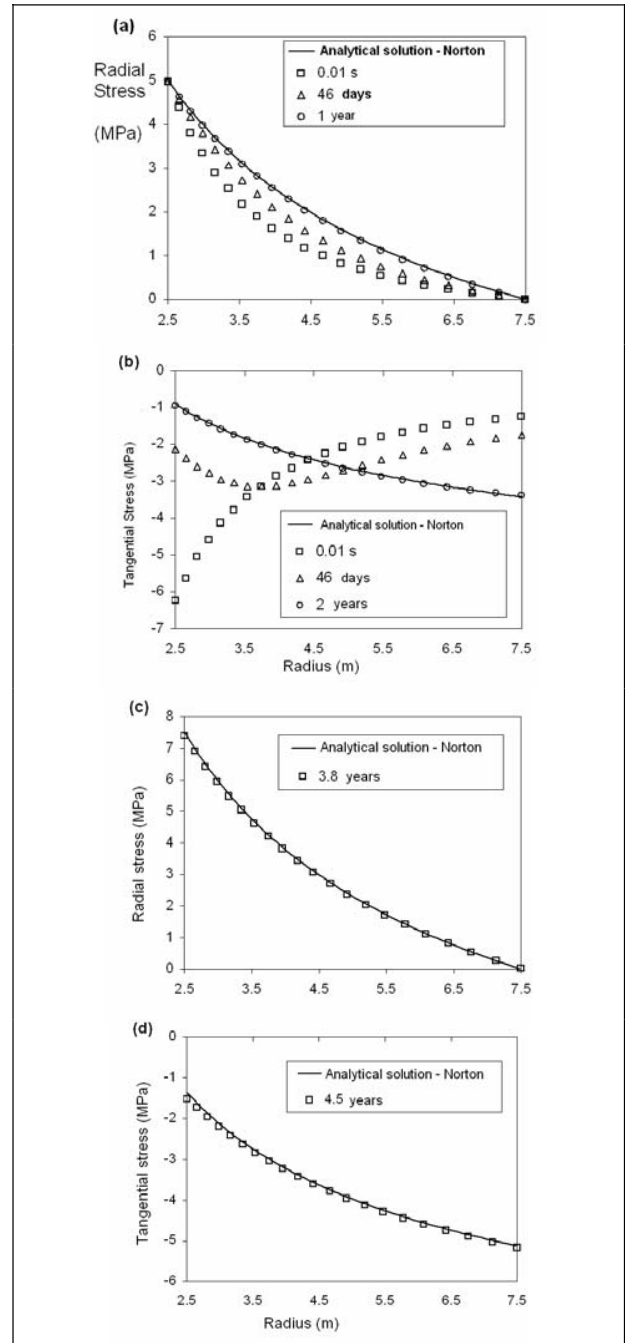 (a)
Radial
Stress
(MPa)
6
5
4
3
2
1
0
Analytical solution - Norton
0.01 s
46 days
1 year
2.5 3.5 4.5 5.5 6.5 7.5
(b)
Tangential Stress (MPa)
-0
-1
-2
-3
-4
-5
-6
-7
Analytical solution - Norton
0.01 s
46 days
2 years
2.5 3.5 4.5 5.5 6.5 7.5
Radius (m)
(c)
Radial stress (MPa)
8
7
6
5
4
3
2
1
0
Analytical solution - Norton
3.8 years
2.5 3.5 4.5 5.5 6.5 7.5
(d)
Tangential stress (MPa)
0
-1
-2
-3
-4
-5
-6
Analytical solution - Norton
4.5 years
2.5 3.5 4.5 5.5 6.5 7.5
Radius (m)